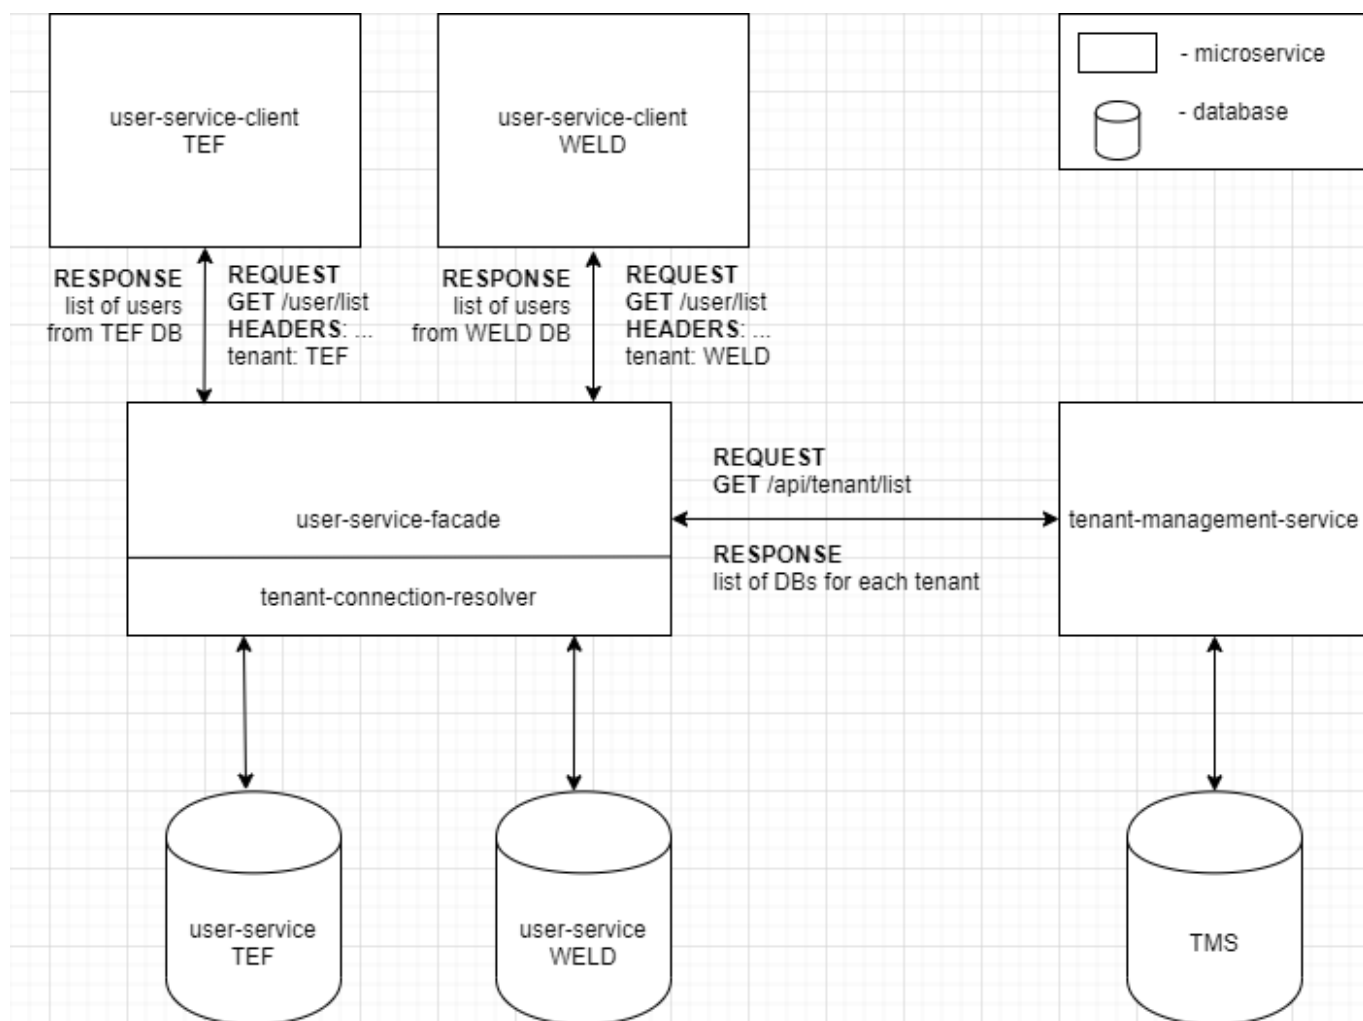 user-service-client
TEF
user-service-client
WELD
- microservice
- database
RESPONSE
list of users
from TEF DB
REQUEST
GET /user/list
HEADERS: ...
tenant: TEF
RESPONSE
list of users
from WELD DB
REQUEST
GET /user/list
HEADERS: ...
tenant: WELD
user-service-facade
tenant-connection-resolver
REQUEST
GET /api/tenant/list
RESPONSE
list of DBs for each tenant
tenant-management-service
user-service
TEF
user-service
WELD
TMS